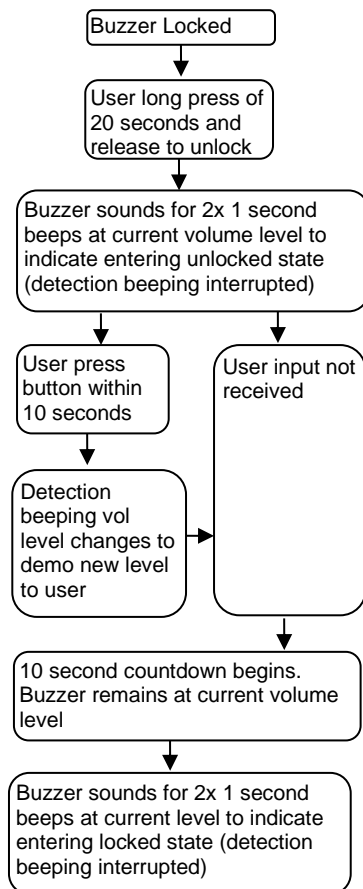 Buzzer Locked
User long press of
20 seconds and
release to unlock
Buzzer sounds for 2x 1 second
beeps at current volume level to
indicate entering unlocked state
(detection beeping interrupted)
User press
button within
10 seconds
User input not
received
Detection
beeping vol
level changes to
demo new level
to user
10 second countdown begins.
Buzzer remains at current volume
level
Buzzer sounds for 2x 1 second
beeps at current level to indicate
entering locked state (detection
beeping interrupted)